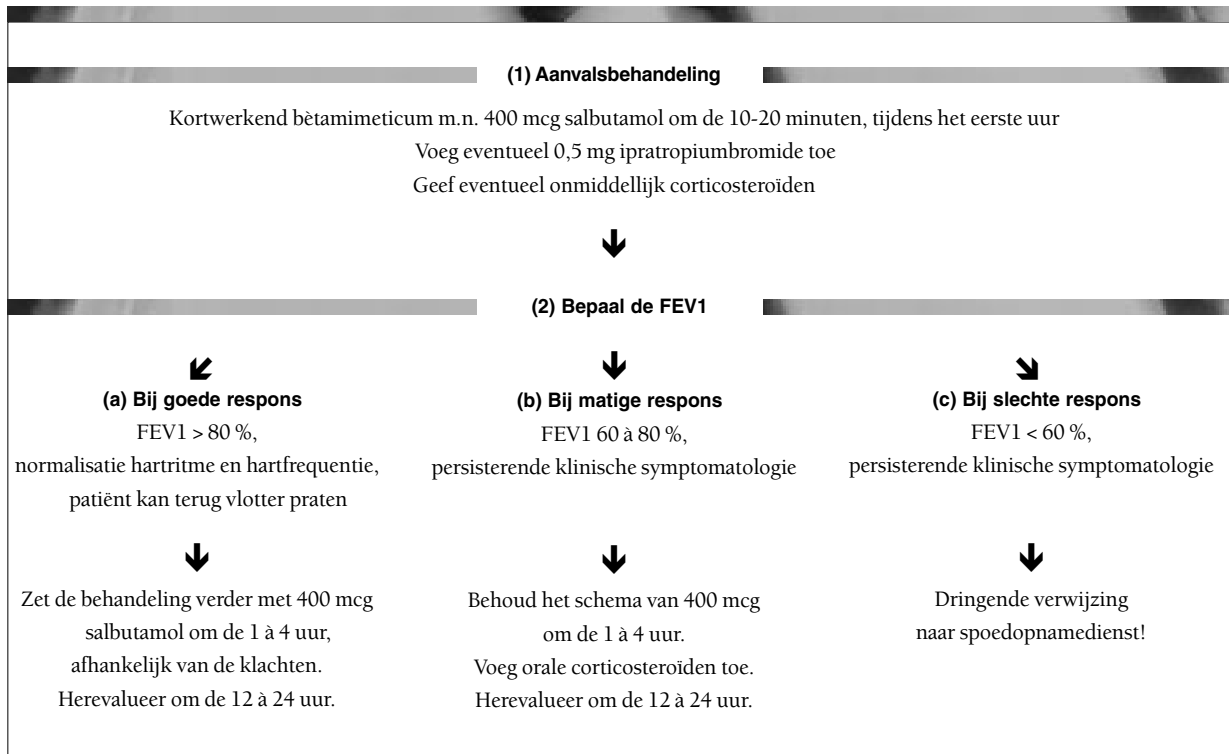 (1) Aanvalsbehandeling
Kortwerkend bètamimeticum m.n. 400 mcg salbutamol om de 10-20 minuten, tijdens het eerste uur
Voeg eventueel 0,5 mg ipratropiumbromide toe
Geef eventueel onmiddellijk corticosteroïden
(2) Bepaal de FEV1
(a) Bij goede respons
FEV1 > 80 %,
normalisatie hartritme en hartfrequentie,
patiënt kan terug vlotter praten
Zet de behandeling verder met 400 mcg
salbutamol om de 1 à 4 uur,
afhankelijk van de klachten.
Herevalueer om de 12 à 24 uur.
(b) Bij matige respons
FEV1 60 à 80 %,
persisterende klinische symptomatologie
Behoud het schema van 400 mcg
om de 1 à 4 uur.
Voeg orale corticosteroïden toe.
Herevalueer om de 12 à 24 uur.
(c) Bij slechte respons
FEV1 < 60 %,
persisterende klinische symptomatologie
Dringende verwijzing
naar spoedopnamedienst!